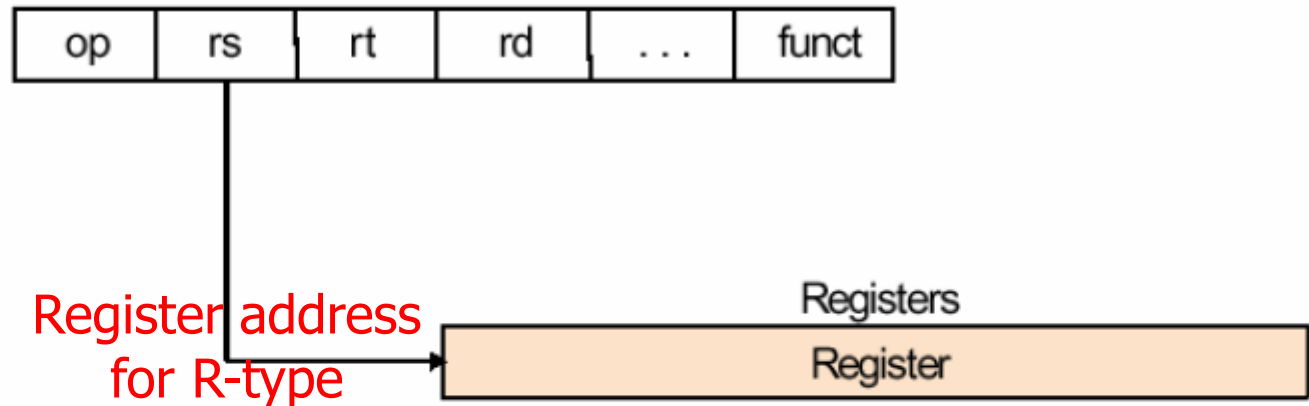 op rs rt rd . . . funct
Registers
Register address
for R-type
Register